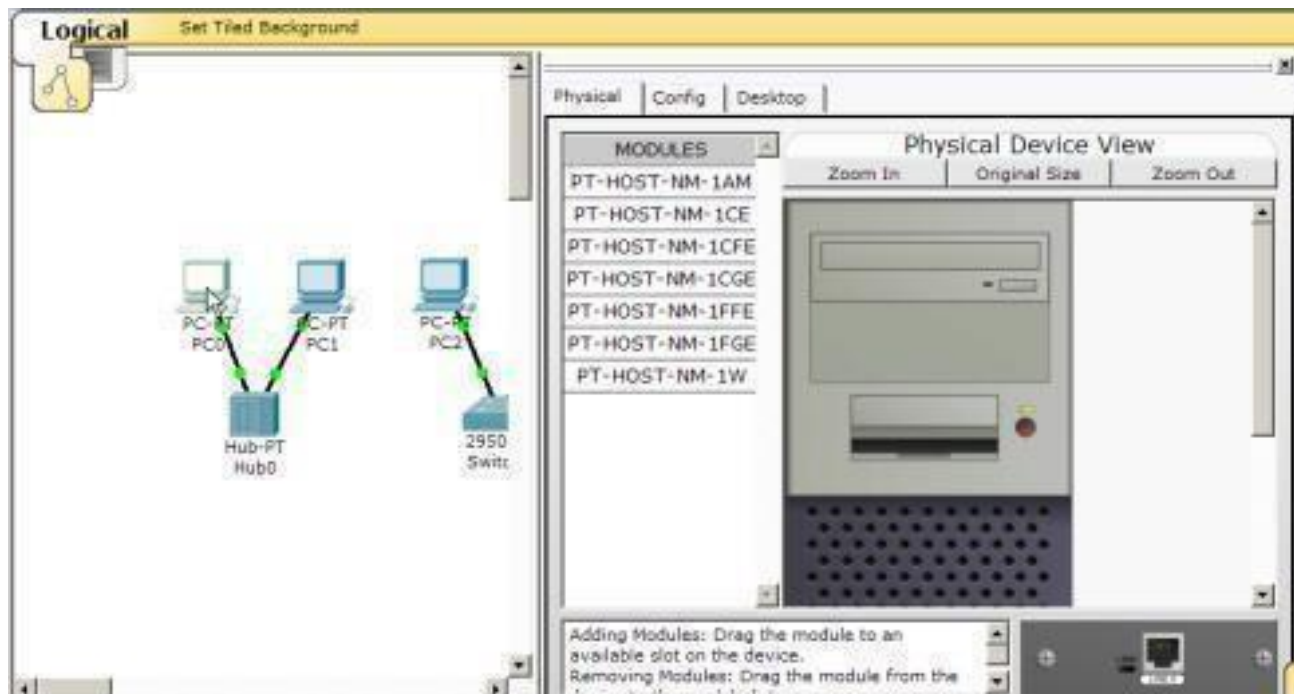 Logical Set Tiled Background
Physical Config Desktop
MODULES
PT-HOST-NM-1AM
PT-HOST-NM-1CE
PT-HOST-NM-1CFE
PT-HOST-NM-1CGE
PT-HOST-NM-1FFE
PT-HOST-NM-1FGE
PT-HOST-NM-1W
Physical Device View
Zoom In Original Size Zoom Out
PC-PT
PC0
PC-PT
PC1
PC-PT
PC2
Hub-PT
Hub0
2950
Switc
Adding Modules: Drag the module to an
available slot on the device.
Removing Modules: Drag the module from the